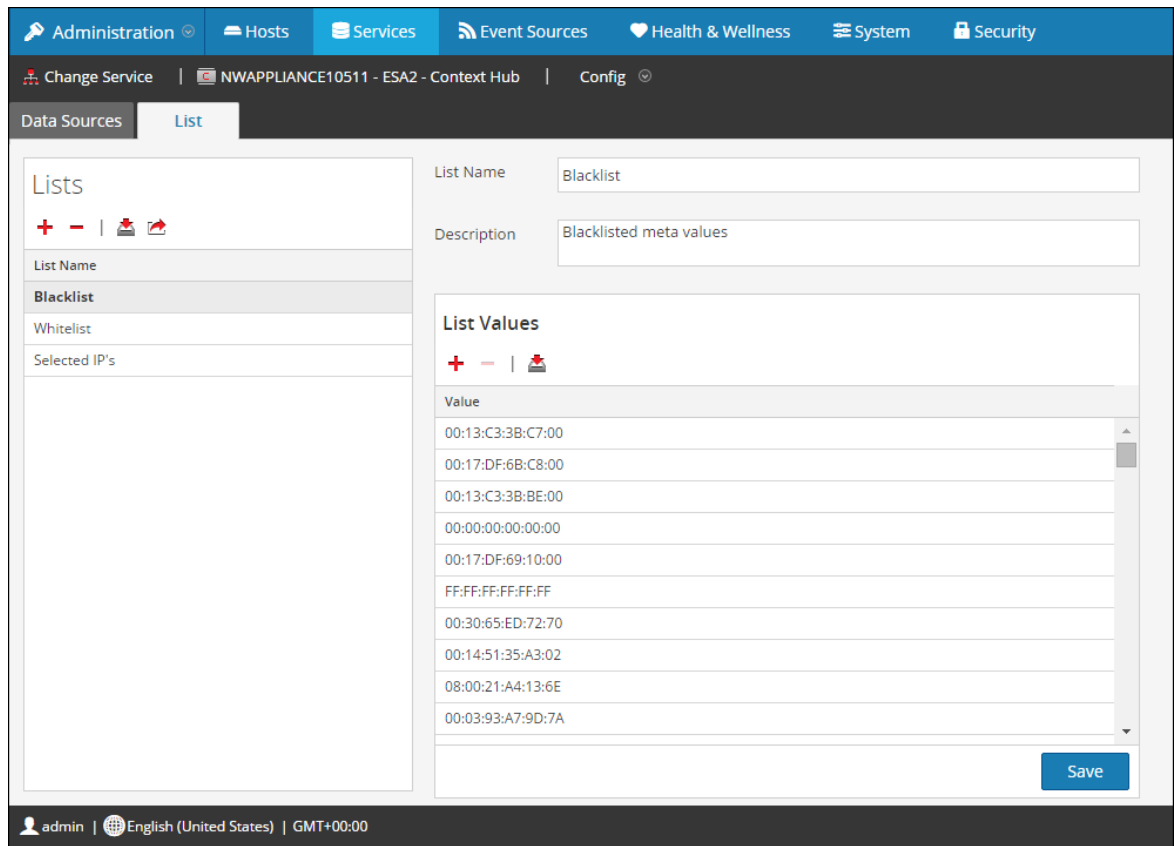 Administration Hosts Services Event Sources Health & Wellness System Security
Change Service | NWAPPLIANCE10511 - ESA2 - Context Hub | Config
Data Sources List
Lists
List Name
Blacklist
Whitelist
Selected IP's
List Name Blacklist
Description Blacklisted meta values
List Values
Value
00:13:C3:3B:C7:00
00:17:DF:6B:C8:00
00:13:C3:3B:BE:00
00:00:00:00:00:00
00:17:DF:69:10:00
FF:FF:FF:FF:FF:FF
00:30:65:ED:72:70
00:14:51:35:A3:02
08:00:21:A4:13:6E
00:03:93:A7:9D:7A
Save
admin | English (United States) | GMT+00:00